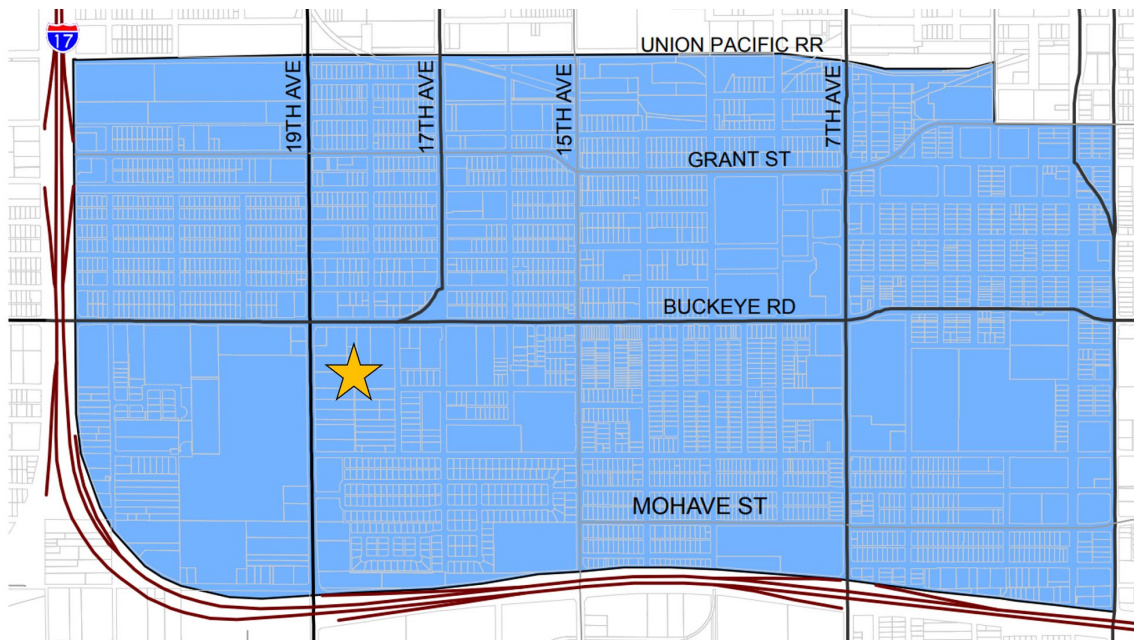 17
UNION PACIFIC RR
19TH AVE
17TH AVE
15TH AVE
7TH AVE
GRANT ST
BUCKEYE RD
MOHAVE ST